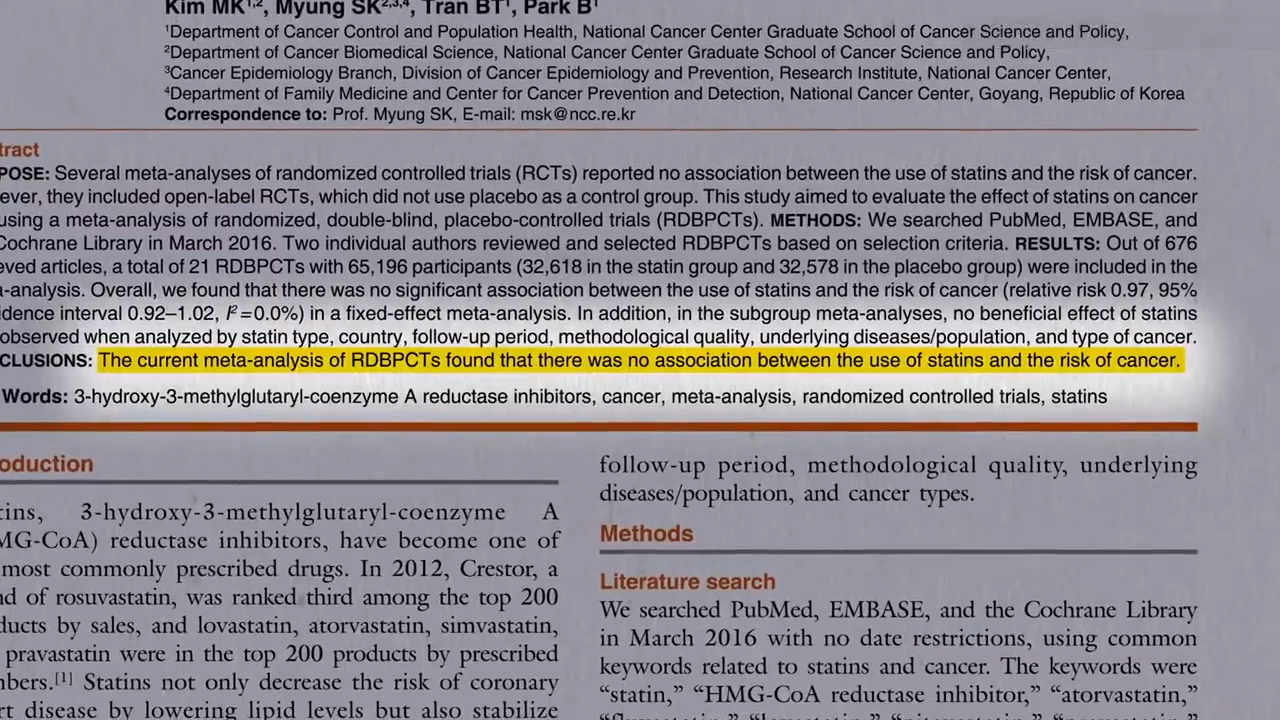 Kim MK1,2, Myung SK2,3,4, Tran BT1, Park B1
1Department of Cancer Control and Population Health, National Cancer Center Graduate School of Cancer Science and Policy,
2Department of Cancer Biomedical Science, National Cancer Center Graduate School of Cancer Science and Policy,
3Cancer Epidemiology Branch, Division of Cancer Epidemiology and Prevention, Research Institute, National Cancer Center,
4Department of Family Medicine and Center for Cancer Prevention and Detection, National Cancer Center, Goyang, Republic of Korea
Correspondence to: Prof. Myung SK, E-mail: msk@ncc.re.kr
tract
POSE: Several meta-analyses of randomized controlled trials (RCTs) reported no association between the use of statins and the risk of cancer.
ever, they included open-label RCTs, which did not use placebo as a control group. This study aimed to evaluate the effect of statins on cancer
using a meta-analysis of randomized, double-blind, placebo-controlled trials (RDBPCTs). METHODS: We searched PubMed, EMBASE, and
Cochrane Library in March 2016. Two individual authors reviewed and selected RDBPCTs based on selection criteria. RESULTS: Out of 676
eved articles, a total of 21 RDBPCTs with 65,196 participants (32,618 in the statin group and 32,578 in the placebo group) were included in the
a-analysis. Overall, we found that there was no significant association between the use of statins and the risk of cancer (relative risk 0.97, 95%
idence interval 0.92–1.02, I²=0.0%) in a fixed-effect meta-analysis. In addition, in the subgroup meta-analyses, no beneficial effect of statins
observed when analyzed by statin type, country, follow-up period, methodological quality, underlying diseases/population, and type of cancer.
CLUSIONS: The current meta-analysis of RDBPCTs found that there was no association between the use of statins and the risk of cancer.
Words: 3-hydroxy-3-methylglutaryl-coenzyme A reductase inhibitors, cancer, meta-analysis, randomized controlled trials, statins
oduction
tins, 3-hydroxy-3-methylglutaryl-coenzyme A
MG-CoA) reductase inhibitors, have become one of
most commonly prescribed drugs. In 2012, Crestor, a
nd of rosuvastatin, was ranked third among the top 200
ducts by sales, and lovastatin, atorvastatin, simvastatin,
pravastatin were in the top 200 products by prescribed
mbers.[1] Statins not only decrease the risk of coronary
rt disease by lowering lipid levels but also stabilize
follow-up period, methodological quality, underlying
diseases/population, and cancer types.
Methods
Literature search
We searched PubMed, EMBASE, and the Cochrane Library
in March 2016 with no date restrictions, using common
keywords related to statins and cancer. The keywords were
“statin,” “HMG-CoA reductase inhibitor,” “atorvastatin,”